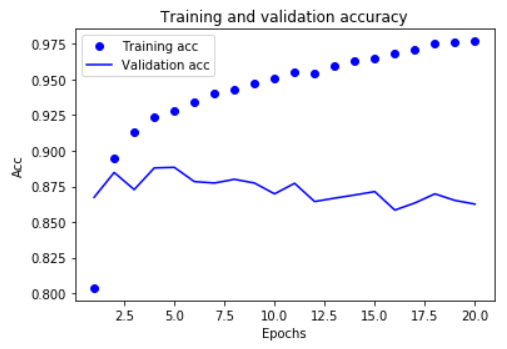 Training and validation accuracy
Training acc
Validation acc
0.975
0.950
0.925
0.900
0.875
0.850
0.825
0.800
Acc
2.5 5.0 7.5 10.0 12.5 15.0 17.5 20.0
Epochs